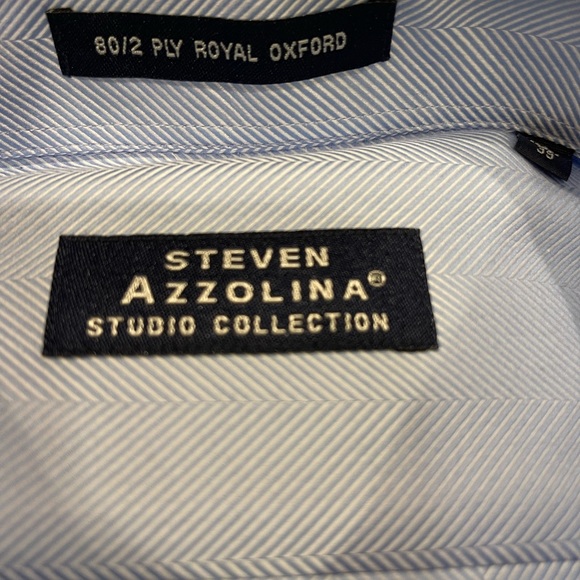 80/2 PLY ROYAL OXFORD
STEVEN
AZZOLINA®
STUDIO COLLECTION